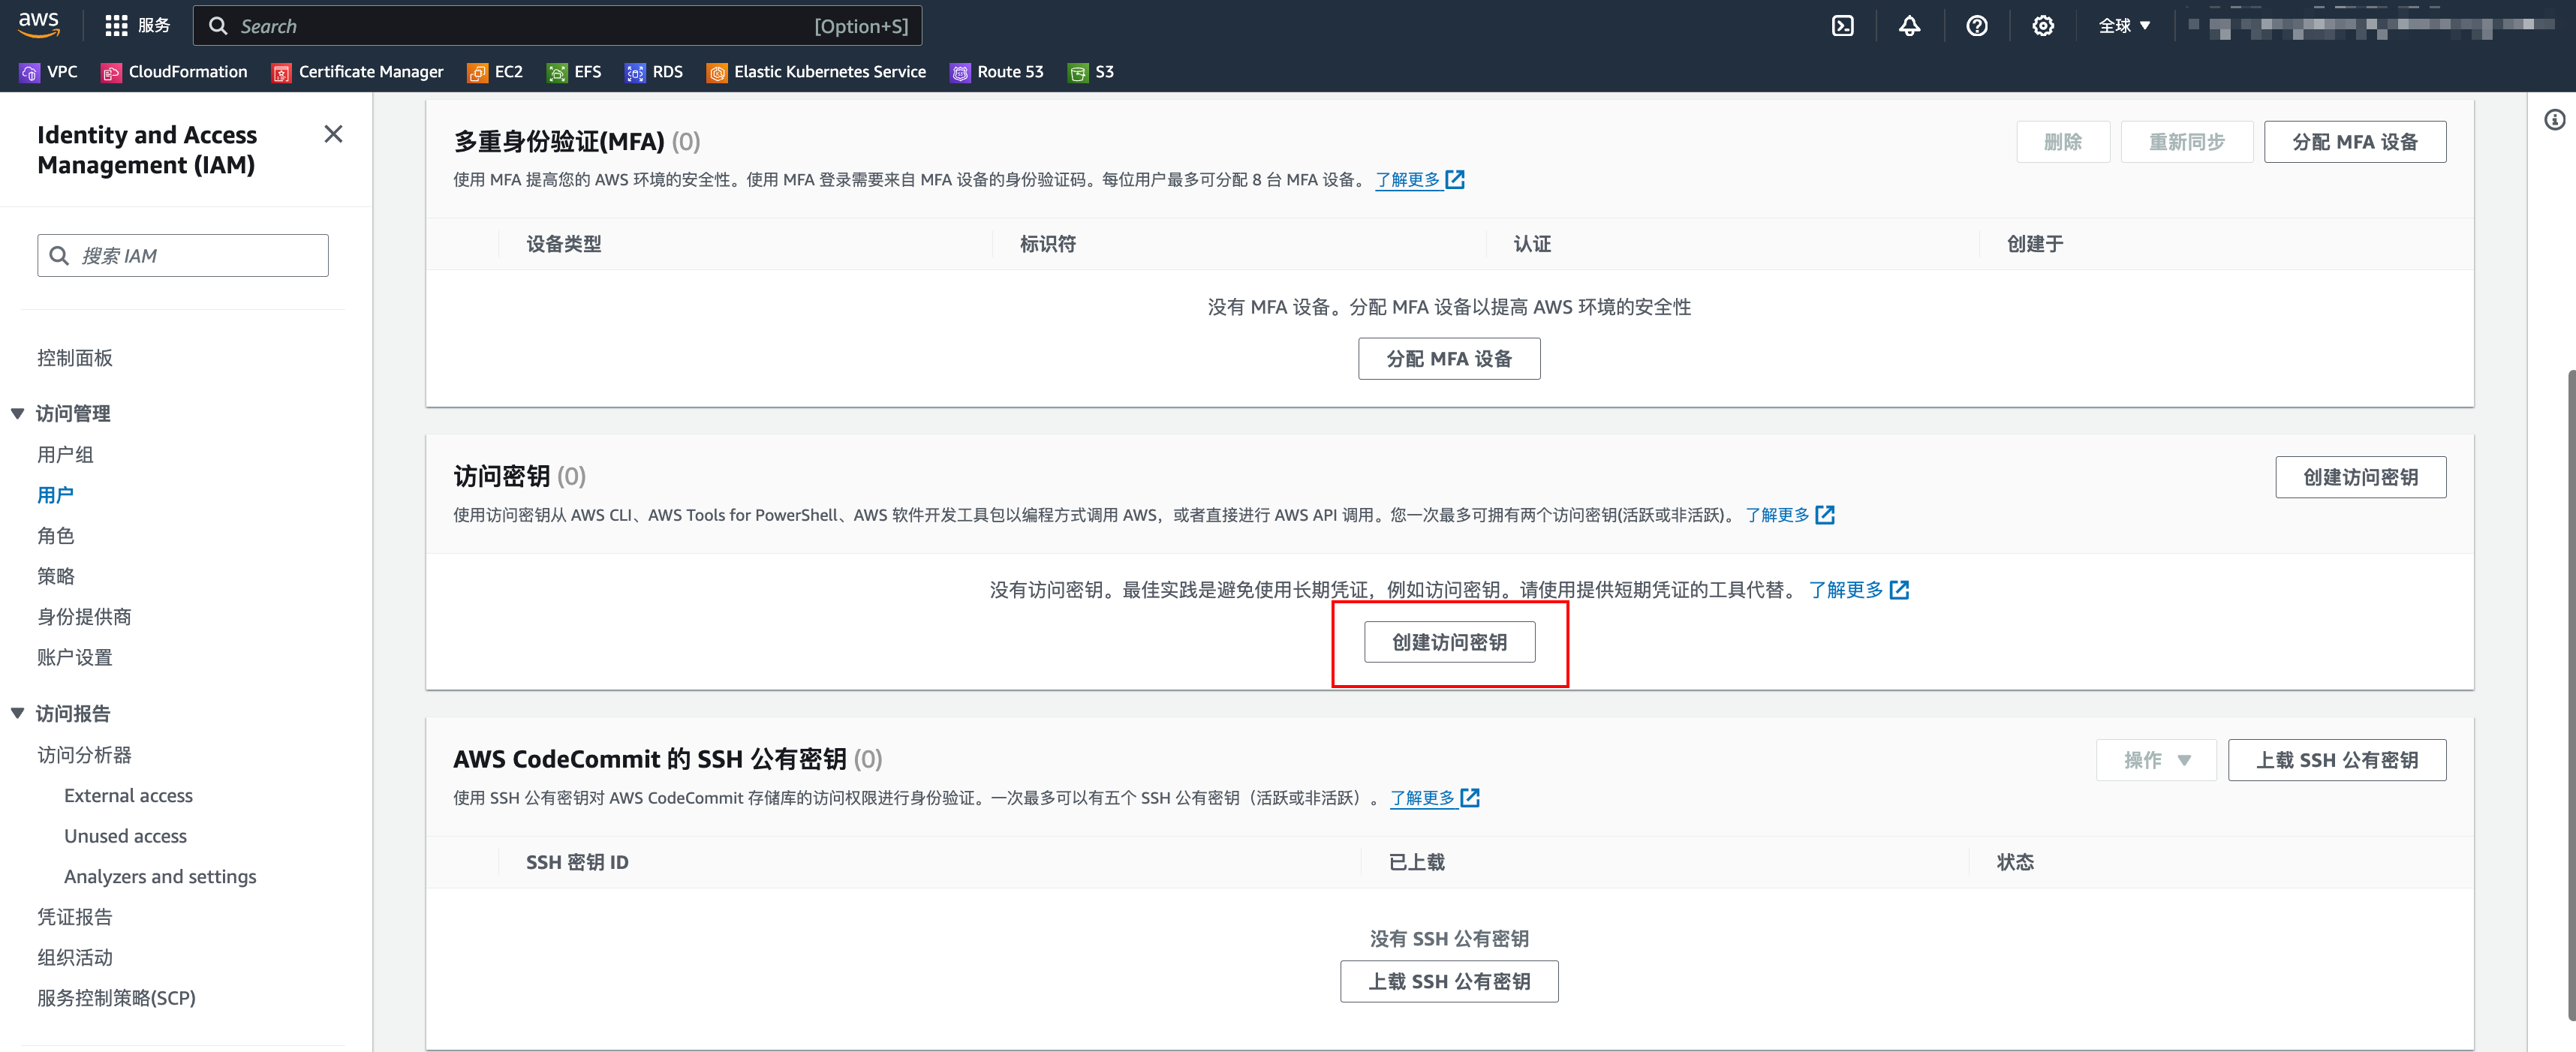 aws
服务
Search
[Option+S]
全球
VPC
CloudFormation
Certificate Manager
EC2
EFS
RDS
Elastic Kubernetes Service
Route 53
S3
Identity and Access
Management (IAM)
搜索 IAM
控制面板
访问管理
用户组
用户
角色
策略
身份提供商
账户设置
访问报告
访问分析器
External access
Unused access
Analyzers and settings
凭证报告
组织活动
服务控制策略(SCP)
多重身份验证(MFA) (0)
删除
重新同步
分配 MFA 设备
使用 MFA 提高您的 AWS 环境的安全性。使用 MFA 登录需要来自 MFA 设备的身份验证码。每位用户最多可分配 8 台 MFA 设备。 了解更多
设备类型
标识符
认证
创建于
没有 MFA 设备。分配 MFA 设备以提高 AWS 环境的安全性
分配 MFA 设备
访问密钥 (0)
创建访问密钥
使用访问密钥从 AWS CLI、AWS Tools for PowerShell、AWS 软件开发工具包以编程方式调用 AWS，或者直接进行 AWS API 调用。您一次最多可拥有两个访问密钥(活跃或非活跃)。 了解更多
没有访问密钥。最佳实践是避免使用长期凭证，例如访问密钥。请使用提供短期凭证的工具代替。 了解更多
创建访问密钥
AWS CodeCommit 的 SSH 公有密钥 (0)
操作
上载 SSH 公有密钥
使用 SSH 公有密钥对 AWS CodeCommit 存储库的访问权限进行身份验证。一次最多可以有五个 SSH 公有密钥（活跃或非活跃）。 了解更多
SSH 密钥 ID
已上载
状态
没有 SSH 公有密钥
上载 SSH 公有密钥